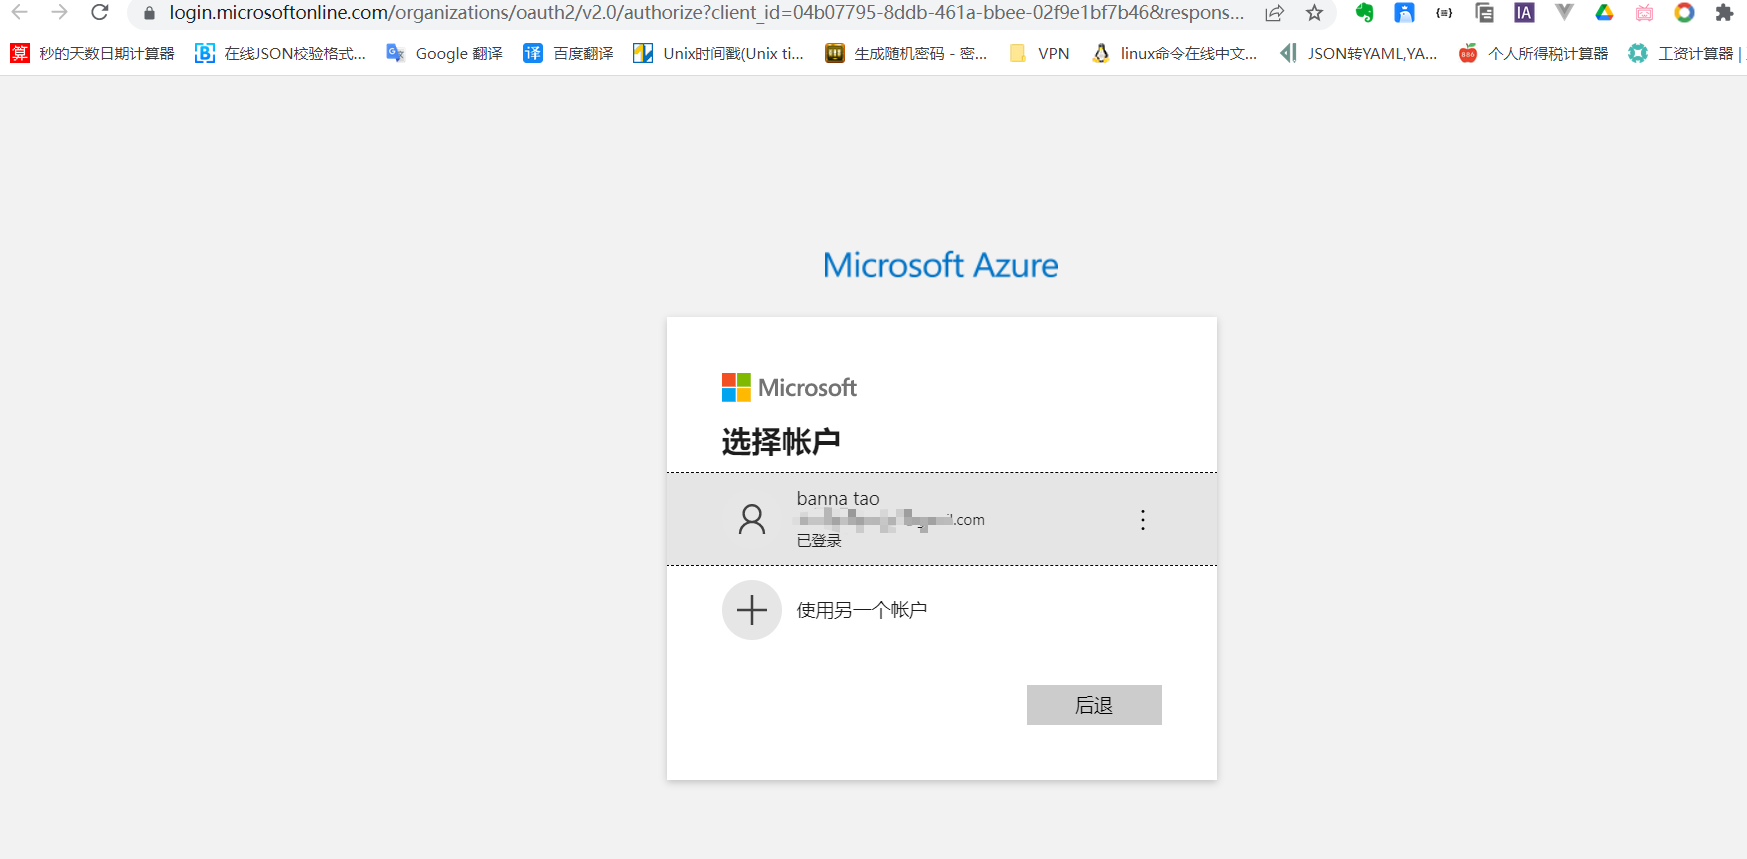 login.microsoftonline.com/organizations/oauth2/v2.0/authorize?client_id=04b07795-8ddb-461a-bbee-02f9e1bf7b46&respons...
IA
算 秒的天数日期计算器 在线JSON校验格式... Google 翻译 译 百度翻译 Unix时间戳(Unix ti... 生成随机密码 - 密... VPN linux命令在线中文... JSON转YAML,YA... 个人所得税计算器 工资计算器 |
Microsoft Azure
Microsoft
选择帐户
banna tao
.com
已登录
使用另一个帐户
后退